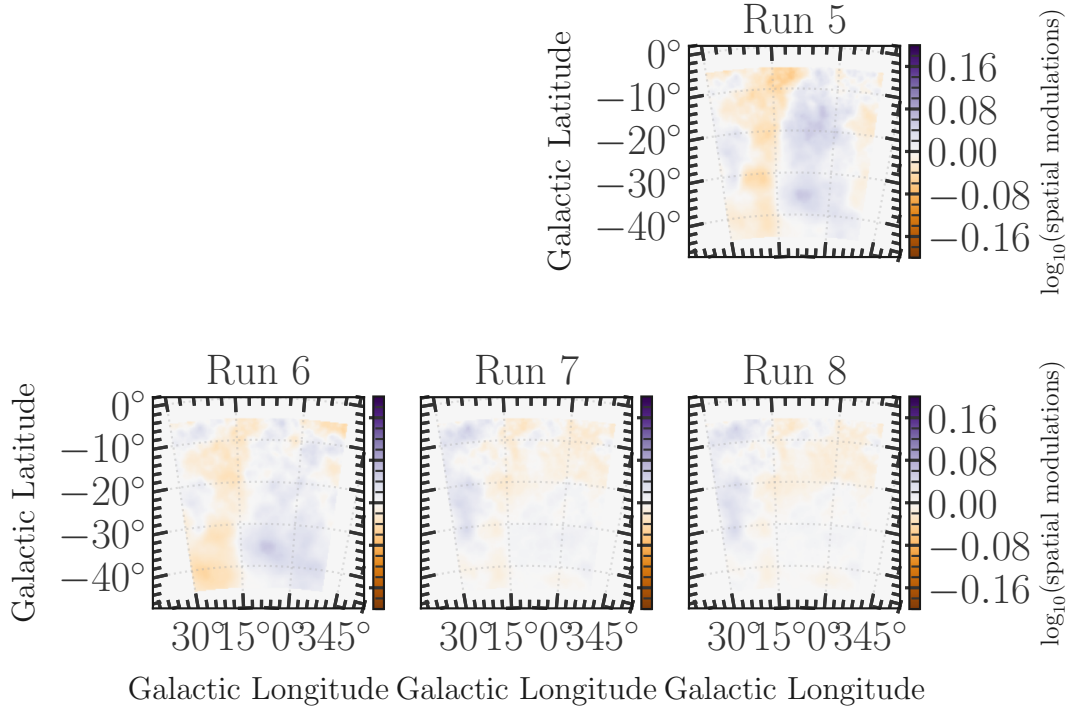 Run 5
Galactic Latitude
0°
−10°
−20°
−30°
−40°
0.16
0.08
0.00
−0.08
−0.16
log₁₀(spatial modulations)
Run 6
Run 7
Run 8
Galactic Latitude
0°
−10°
−20°
−30°
−40°
0.16
0.08
0.00
−0.08
−0.16
log₁₀(spatial modulations)
30°15°0°345°
30°15°0°345°
30°15°0°345°
Galactic Longitude
Galactic Longitude
Galactic Longitude